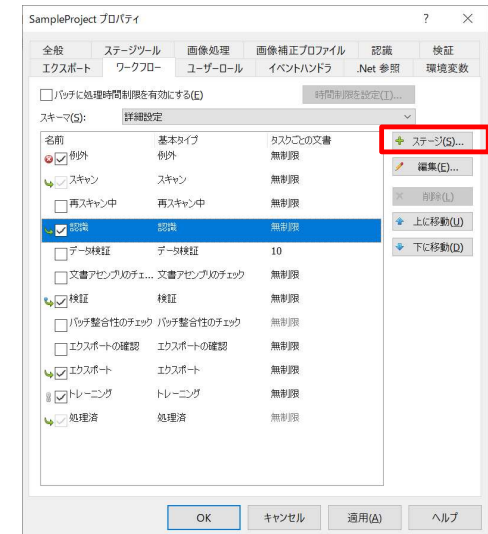 SampleProject プロパティ ? ×
全般 ステージツール 画像処理 画像補正プロファイル 認識 検証
エクスポート ワークフロー ユーザーロール イベントハンドラ .Net 参照 環境変数
バッチに処理時間制限を有効にする(E) 時間制限を設定(T)...
スキーマ(S): 詳細設定
名前 基本タイプ タスクごとの文書
ステージ(S)...
例外 例外 無制限
編集(E)...
スキャン スキャン 無制限
削除(L)
再スキャン中 再スキャン中 無制限
上に移動(U)
認識 認識 無制限
下に移動(D)
データ検証 データ検証 10
文書アセンブリのチェ... 文書アセンブリのチェック 無制限
検証 検証 無制限
バッチ整合性のチェック バッチ整合性のチェック 無制限
エクスポートの確認 エクスポートの確認 無制限
エクスポート エクスポート 無制限
トレーニング トレーニング 無制限
処理済 処理済 無制限
OK キャンセル 適用(A) ヘルプ